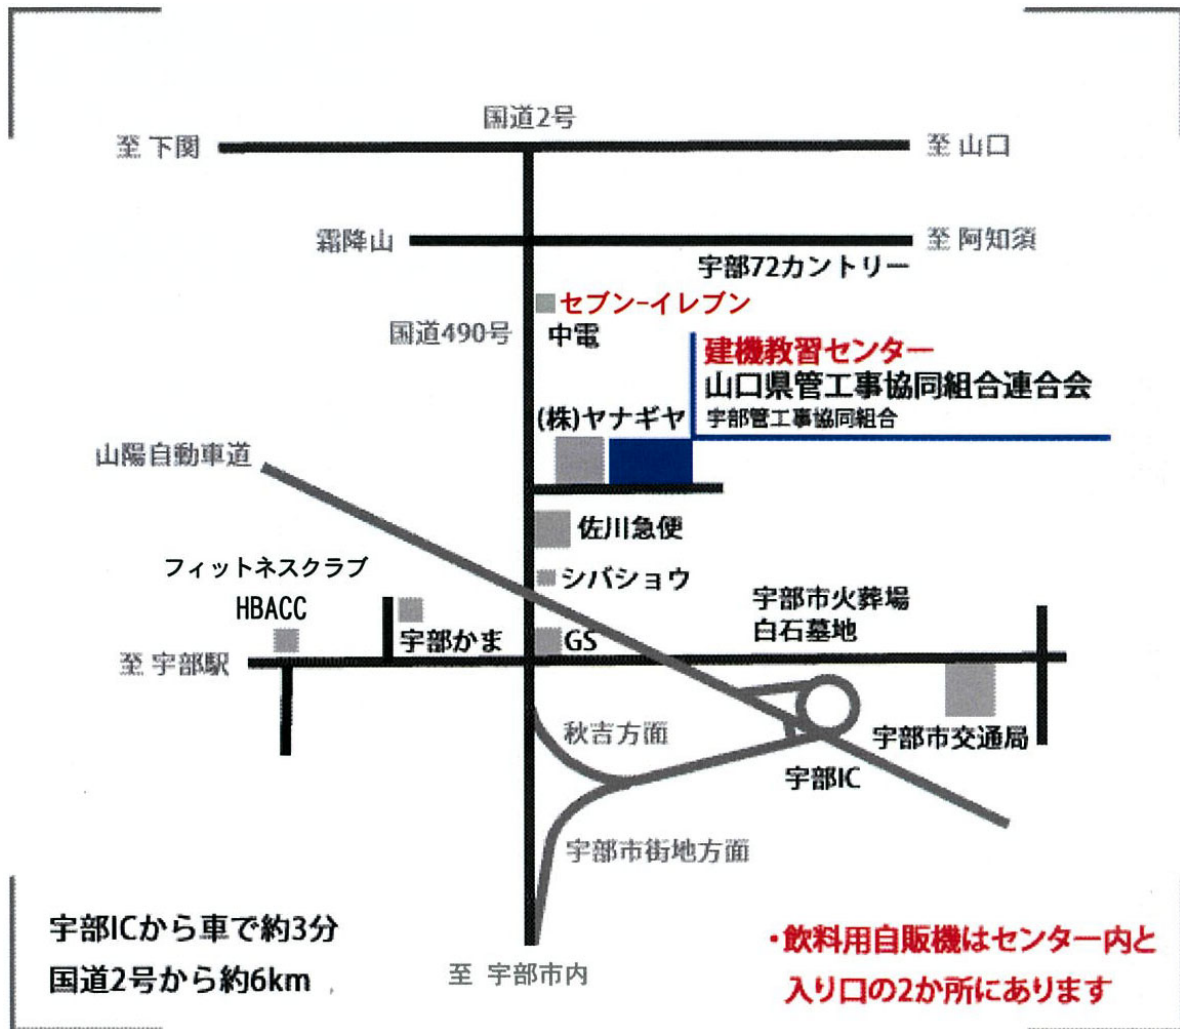 国道2号
至 下関
至 山口
霜降山
至 阿知須
宇部72カントリー
セブン-イレブン
国道490号
中電
建機教習センター
山口県管工事協同組合連合会
宇部管工事協同組合
(株)ヤナギヤ
山陽自動車道
佐川急便
フィットネスクラブ
HBACC
シバショウ
宇部市火葬場
白石墓地
宇部かま
GS
至 宇部駅
秋吉方面
宇部市交通局
宇部IC
宇部市街地方面
宇部ICから車で約3分
国道2号から約6km
至 宇部市内
・飲料用自販機はセンター内と
入り口の2か所にあります